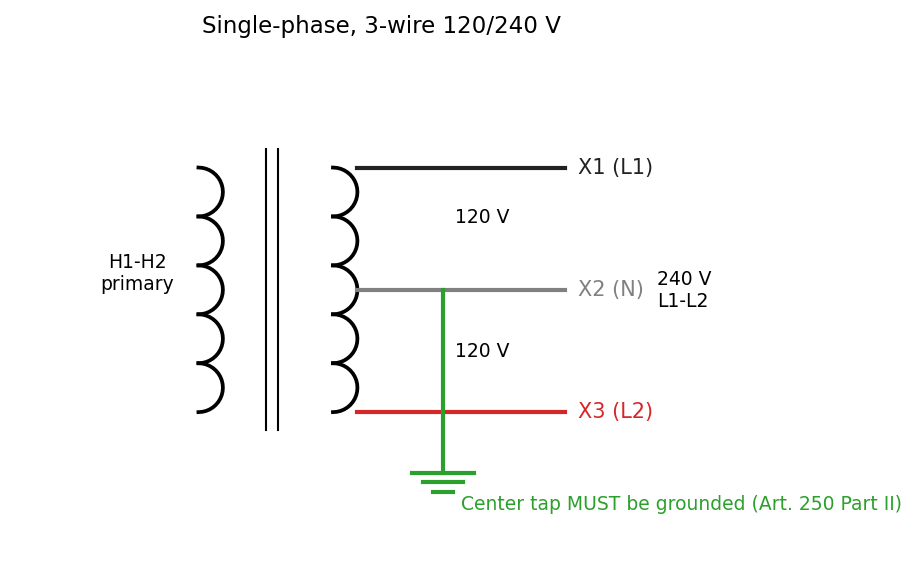 Single-phase, 3-wire 120/240 V
X1 (L1)
120 V
H1-H2
primary
X2 (N)
240 V
L1-L2
120 V
X3 (L2)
Center tap MUST be grounded (Art. 250 Part II)